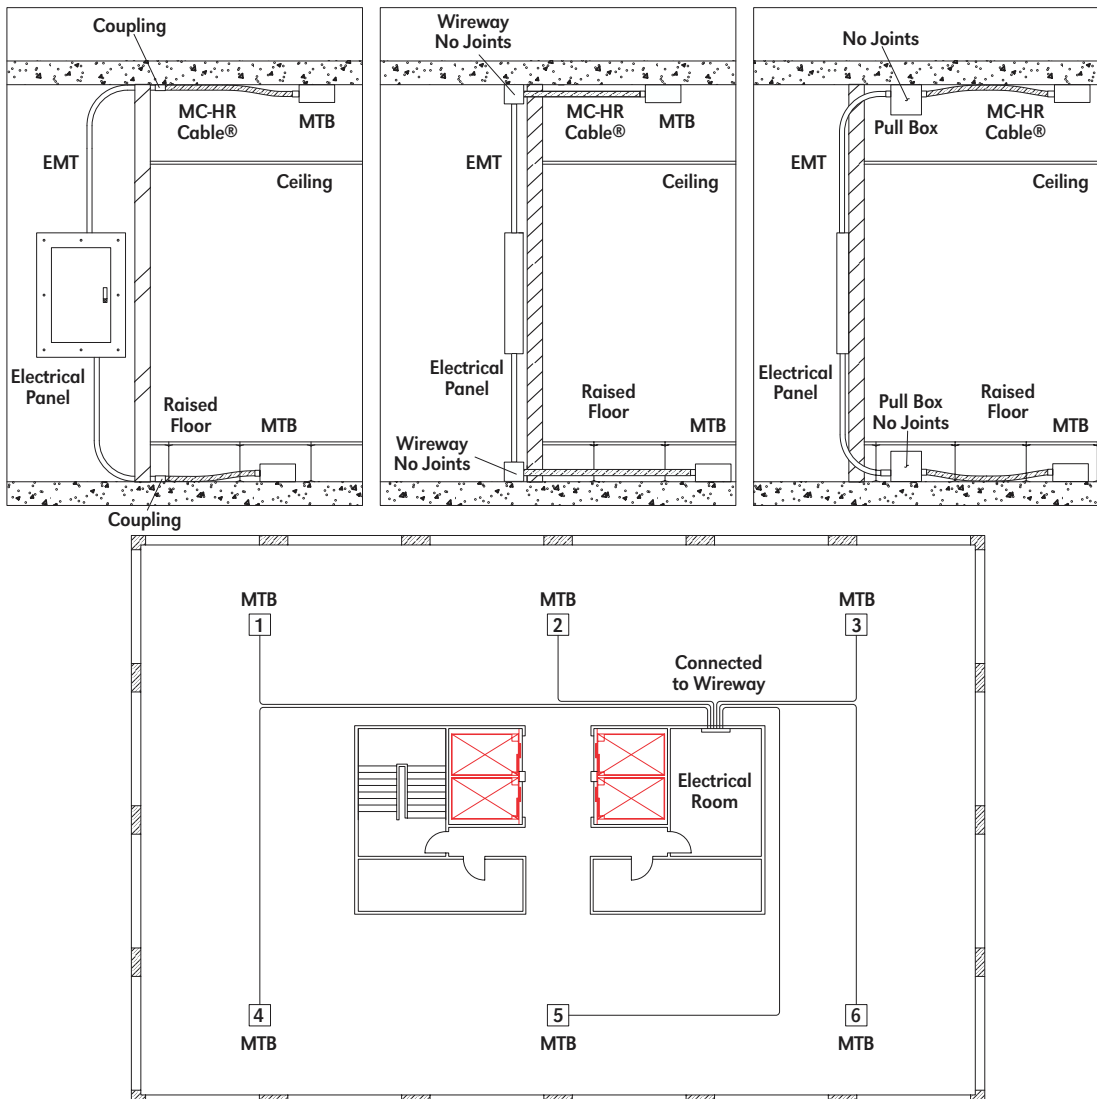 Coupling
MC-HR
Cable®
MTB
EMT
Ceiling
Electrical
Panel
Raised
Floor
MTB
Coupling
Wireway
No Joints
MC-HR
Cable®
MTB
EMT
Ceiling
Electrical
Panel
Raised
Floor
MTB
Wireway
No Joints
No Joints
Pull Box
MC-HR
Cable®
EMT
Ceiling
Electrical
Panel
Pull Box
No Joints
Raised
Floor
MTB
MTB
1
MTB
2
MTB
3
Connected
to Wireway
Electrical
Room
4
MTB
5
MTB
6
MTB